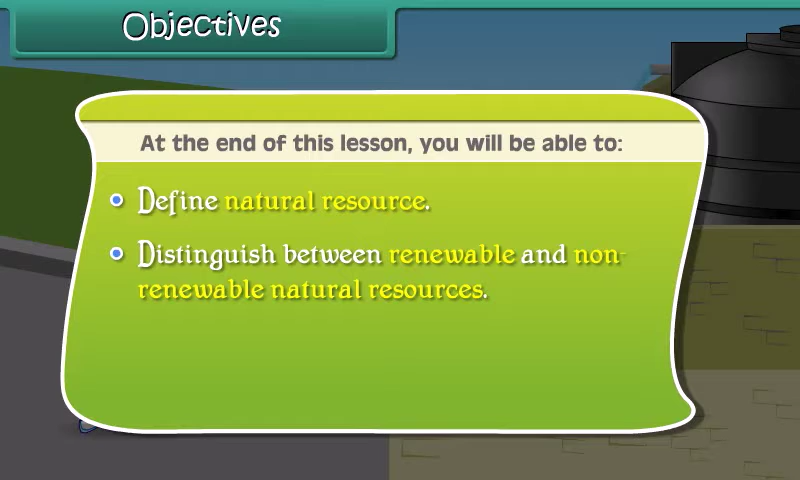 Objectives
At the end of this lesson, you will be able to:
Define natural resource.
Distinguish between renewable and non-
renewable natural resources.